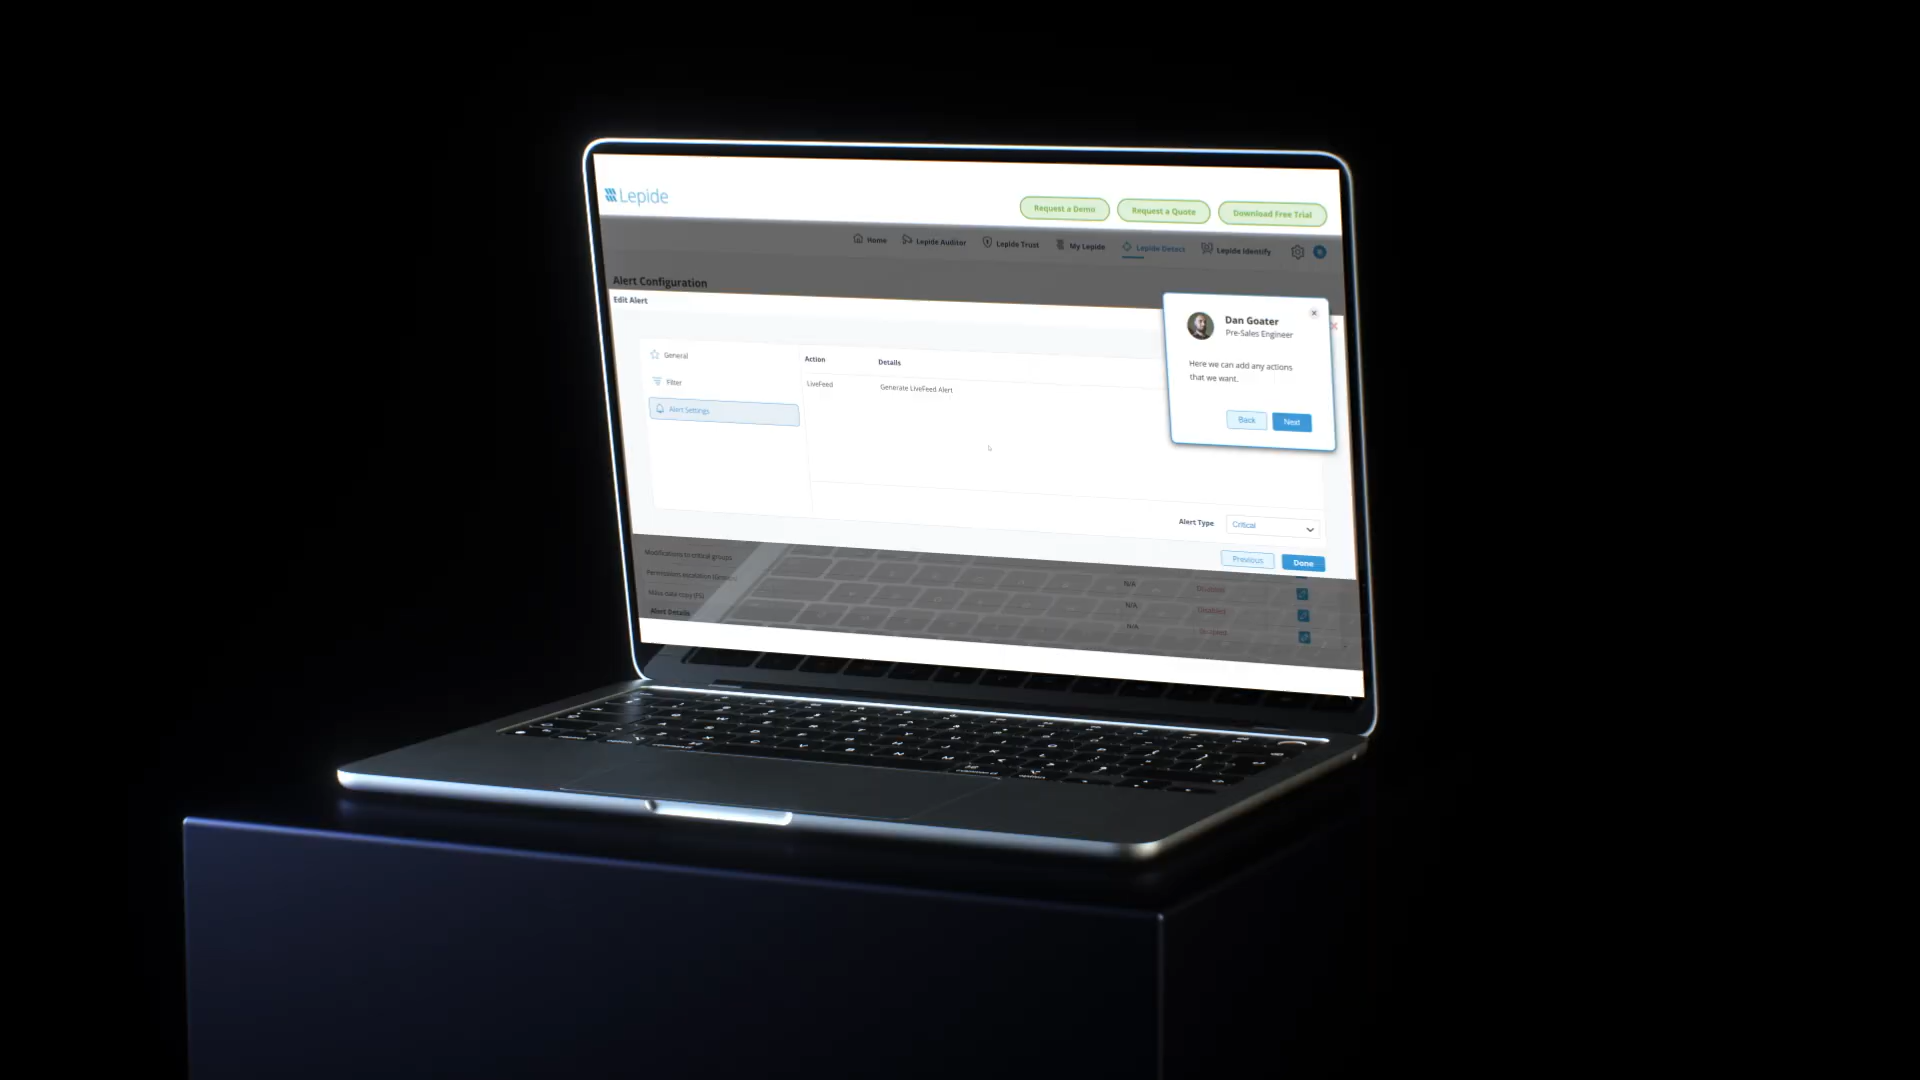 Lepide
Request a Demo
Request a Quote
Download Free Trial
Home
Lepide Auditor
Lepide Trust
My Lepide
Lepide Detect
Lepide Identify
Alert Configuration
Edit Alert
General
Filter
Alert Settings
Action
Details
LiveFeed
Generate LiveFeed Alert
Dan Goater
Pre-Sales Engineer
Here we can add any actions
that we want.
Back
Next
Alert Type
Critical
Previous
Done
Modifications to critical groups
N/A
Disabled
Permissions escalation (Groups)
N/A
Disabled
Mass data copy (FS)
N/A
Disabled
Alert Details